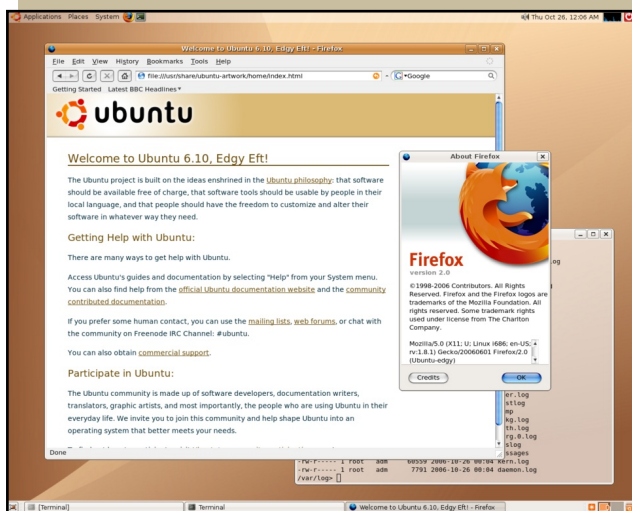 Applications Places System
Thu Oct 26, 12:06 AM
Welcome to Ubuntu 6.10, Edgy Eft! - Firefox
File Edit View History Bookmarks Tools Help
file:///usr/share/ubuntu-artwork/home/index.html
Google
Getting Started Latest BBC Headlines
ubuntu
Welcome to Ubuntu 6.10, Edgy Eft!
The Ubuntu project is built on the ideas enshrined in the Ubuntu philosophy: that software
should be available free of charge, that software tools should be usable by people in their
local language, and that people should have the freedom to customize and alter their
software in whatever way they need.
Getting Help with Ubuntu:
There are many ways to get help with Ubuntu.
Access Ubuntu's guides and documentation by selecting "Help" from your System menu.
You can also find help from the official Ubuntu documentation website and the community
contributed documentation.
If you prefer some human contact, you can use the mailing lists, web forums, or chat with
the community on Freenode IRC Channel: #ubuntu.
You can also obtain commercial support.
Participate in Ubuntu:
The Ubuntu community is made up of software developers, documentation writers,
translators, graphic artists, and most importantly, the people who are using Ubuntu in their
everyday life. We invite you to join this community and help shape Ubuntu into an
operating system that better meets your needs.
Done
About Firefox
Firefox
version 2.0
©1998-2006 Contributors. All Rights
Reserved. Firefox and the Firefox logos are
trademarks of the Mozilla Foundation. All
rights reserved. Some trademark rights
used under license from The Charlton
Company.
Mozilla/5.0 (X11; U; Linux i686; en-US;
rv:1.8.1) Gecko/20060601 Firefox/2.0
(Ubuntu-edgy)
Credits
OK
og
er.log
stlog
mp
kg.log
th.log
rg.0.log
slog
ssages
-rw-r----- 1 root adm 60559 2006-10-26 00:04 kern.log
-rw-r----- 1 root adm 7791 2006-10-26 00:04 daemon.log
/var/log>
[Terminal]
Terminal
Welcome to Ubuntu 6.10, Edgy Eft! - Firefox